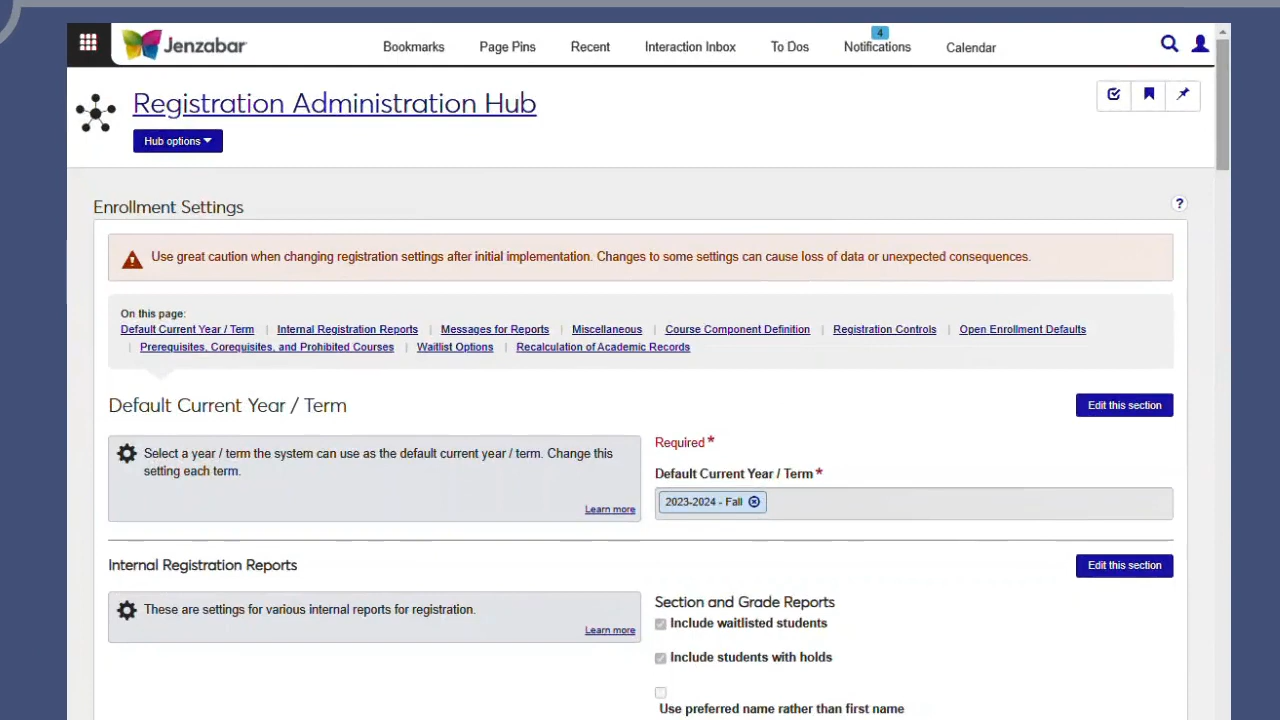 Jenzabar
Bookmarks Page Pins Recent Interaction Inbox To Dos Notifications 4 Calendar
Registration Administration Hub
Hub options
Enrollment Settings
?
Use great caution when changing registration settings after initial implementation. Changes to some settings can cause loss of data or unexpected consequences.
On this page:
Default Current Year / Term | Internal Registration Reports | Messages for Reports | Miscellaneous | Course Component Definition | Registration Controls | Open Enrollment Defaults
| Prerequisites, Corequisites, and Prohibited Courses | Waitlist Options | Recalculation of Academic Records
Default Current Year / Term
Edit this section
Select a year / term the system can use as the default current year / term. Change this
setting each term.
Learn more
Required *
Default Current Year / Term *
2023-2024 - Fall
Internal Registration Reports
Edit this section
These are settings for various internal reports for registration.
Learn more
Section and Grade Reports
Include waitlisted students
Include students with holds
Use preferred name rather than first name